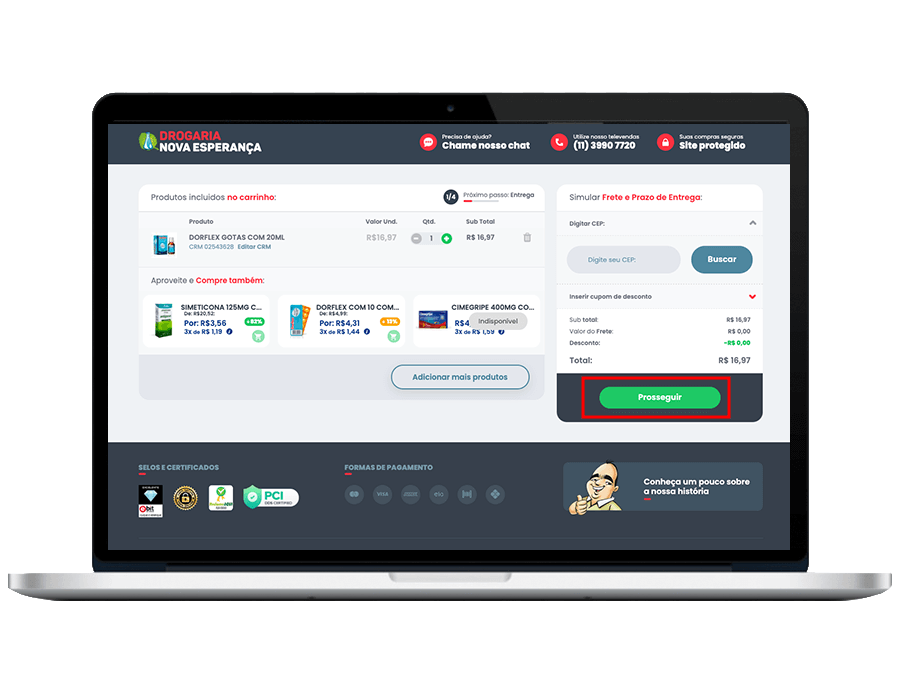 DROGARIA
NOVA ESPERANÇA
Precisa de ajuda?
Chame nosso chat
Utilize nosso televendas
(11) 3990 7720
Suas compras seguras
Site protegido
Produtos incluídos no carrinho:
1/4
Próximo passo: Entrega
Produto
Valor Und.
Qtd.
Sub Total
DORFLEX GOTAS COM 20ML
CRM 02543628 Editar CRM
R$16,97
1
R$ 16,97
Aproveite e Compre também:
SIMETICONA 125MG C...
De: R$20,52:
Por: R$3,56
3x de R$ 1,19
DORFLEX COM 10 COM...
De: R$4,99:
Por: R$4,31
3x de R$ 1,44
CIMEGRIPE 400MG CO...
R$4,
Indisponível
3x de R$ 1,59
Adicionar mais produtos
Simular Frete e Prazo de Entrega:
Digitar CEP:
Digite seu CEP:
Buscar
Inserir cupom de desconto
Sub total:
R$ 16,97
Valor do Frete:
R$ 0,00
Desconto:
-R$ 0,00
Total:
R$ 16,97
Prosseguir
SELOS E CERTIFICADOS
EXCELENTE
ebit
PCI
FORMAS DE PAGAMENTO
VISA
elo
Conheça um pouco sobre
a nossa história